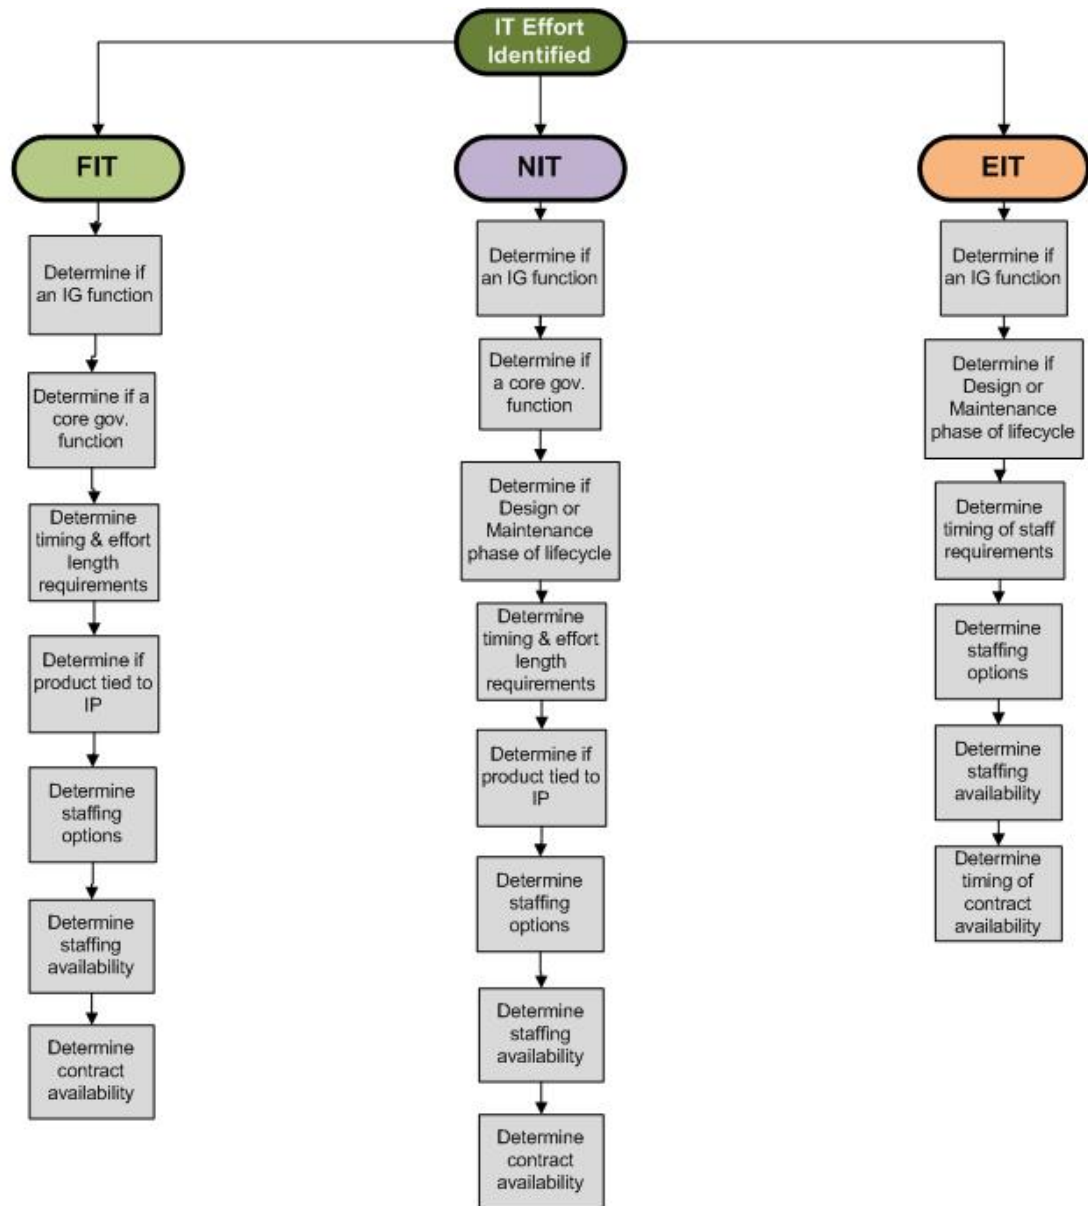 IT Effort
Identified
FIT
NIT
EIT
Determine if
an IG function
Determine if a
core gov.
function
Determine
timing & effort
length
requirements
Determine if
product tied to
IP
Determine
staffing
options
Determine
staffing
availability
Determine
contract
availability
Determine if
an IG function
Determine if
a core gov.
function
Determine if
Design or
Maintenance
phase of lifecycle
Determine
timing & effort
length
requirements
Determine if
product tied to
IP
Determine
staffing
options
Determine
staffing
availability
Determine
contract
availability
Determine if
an IG function
Determine if
Design or
Maintenance
phase of lifecycle
Determine
timing of staff
requirements
Determine
staffing
options
Determine
staffing
availability
Determine
timing of
contract
availability